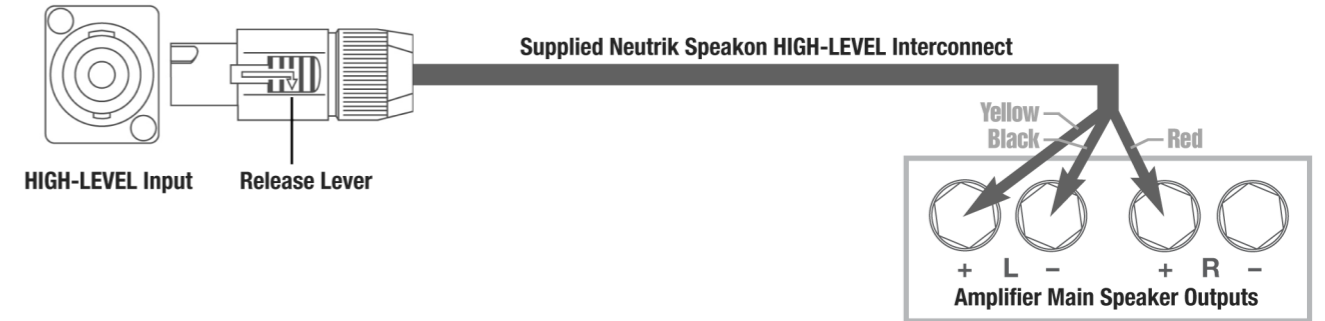 Supplied Neutrik Speakon HIGH-LEVEL Interconnect
Yellow
Black
Red
HIGH-LEVEL Input
Release Lever
+ L − + R −
Amplifier Main Speaker Outputs